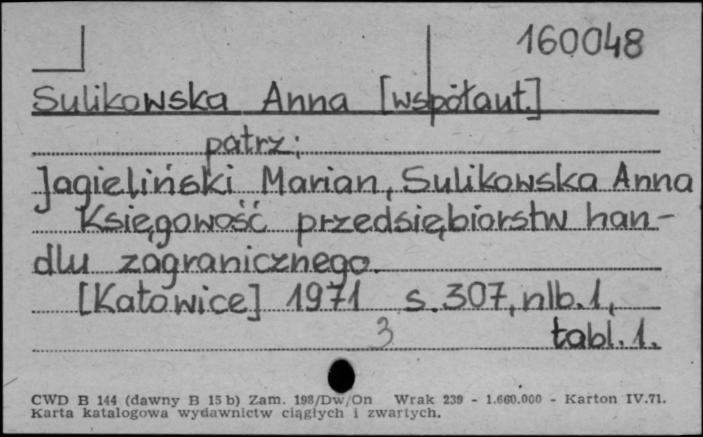 160048
Sulikowska Anna [współaut.]
patrz:
Jagieliński Marian, Sulikowska Anna
Księgowość przedsiębiorstw han-
dlu zagranicznego.
[Katowice] 1971 s. 307, nlb. 1,
tabl. 1.
3
CWD B 144 (dawny B 15 b) Zam. 198/Dw/On Wrak 239 - 1.660.000 - Karton IV.71.
Karta katalogowa wydawnictw ciągłych i zwartych.